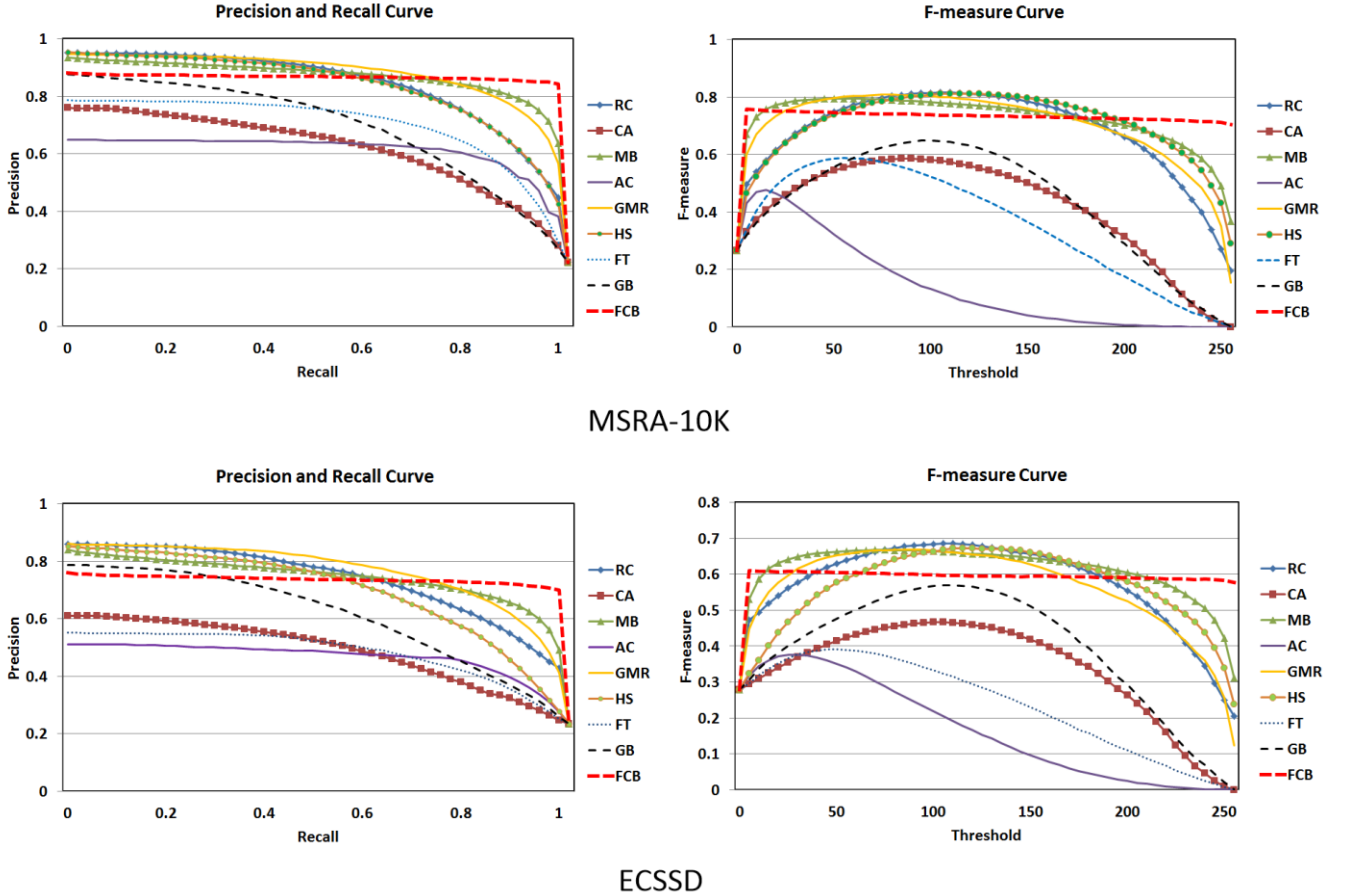 Precision and Recall Curve
1
0.8
0.6
0.4
0.2
0
Precision
0 0.2 0.4 0.6 0.8 1
Recall
RC
CA
MB
AC
GMR
HS
FT
GB
FCB
F-measure Curve
1
0.8
0.6
0.4
0.2
0
F-measure
0 50 100 150 200 250
Threshold
RC
CA
MB
AC
GMR
HS
FT
GB
FCB
MSRA-10K
Precision and Recall Curve
1
0.8
0.6
0.4
0.2
0
Precision
0 0.2 0.4 0.6 0.8 1
Recall
RC
CA
MB
AC
GMR
HS
FT
GB
FCB
F-measure Curve
0.8
0.7
0.6
0.5
0.4
0.3
0.2
0.1
0
F-measure
0 50 100 150 200 250
Threshold
RC
CA
MB
AC
GMR
HS
FT
GB
FCB
ECSSD